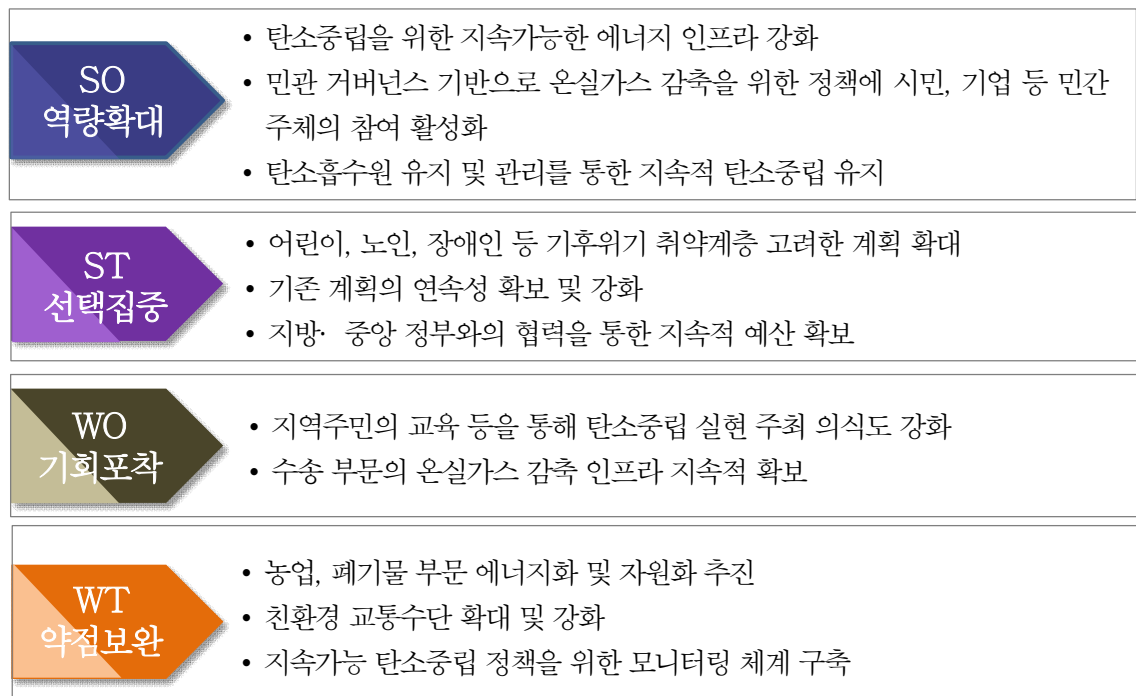 SO
역량확대
• 탄소중립을 위한 지속가능한 에너지 인프라 강화
• 민관 거버넌스 기반으로 온실가스 감축을 위한 정책에 시민, 기업 등 민간
주체의 참여 활성화
• 탄소흡수원 유지 및 관리를 통한 지속적 탄소중립 유지
ST
선택집중
• 어린이, 노인, 장애인 등 기후위기 취약계층 고려한 계획 확대
• 기존 계획의 연속성 확보 및 강화
• 지방· 중앙 정부와의 협력을 통한 지속적 예산 확보
WO
기회포착
• 지역주민의 교육 등을 통해 탄소중립 실현 주최 의식도 강화
• 수송 부문의 온실가스 감축 인프라 지속적 확보
WT
약점보완
• 농업, 폐기물 부문 에너지화 및 자원화 추진
• 친환경 교통수단 확대 및 강화
• 지속가능 탄소중립 정책을 위한 모니터링 체계 구축